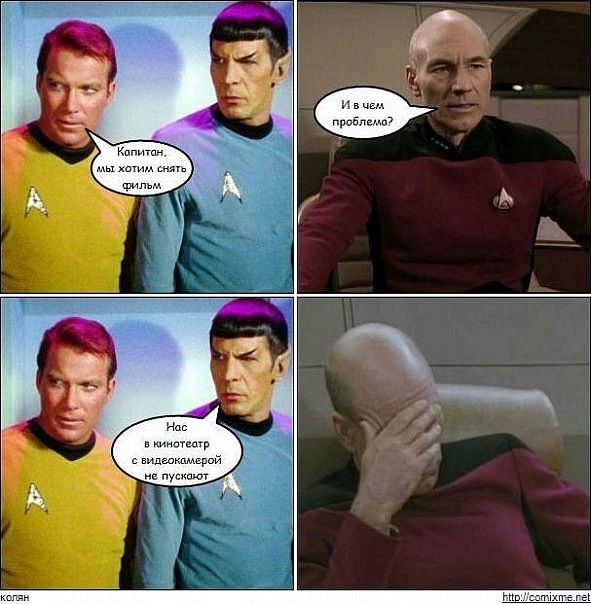 Капитан,
мы хотим снять
фильм
И в чем
проблема?
Нас
в кинотеатр
с видеокамерой
не пускают
колян
http://comixme.net